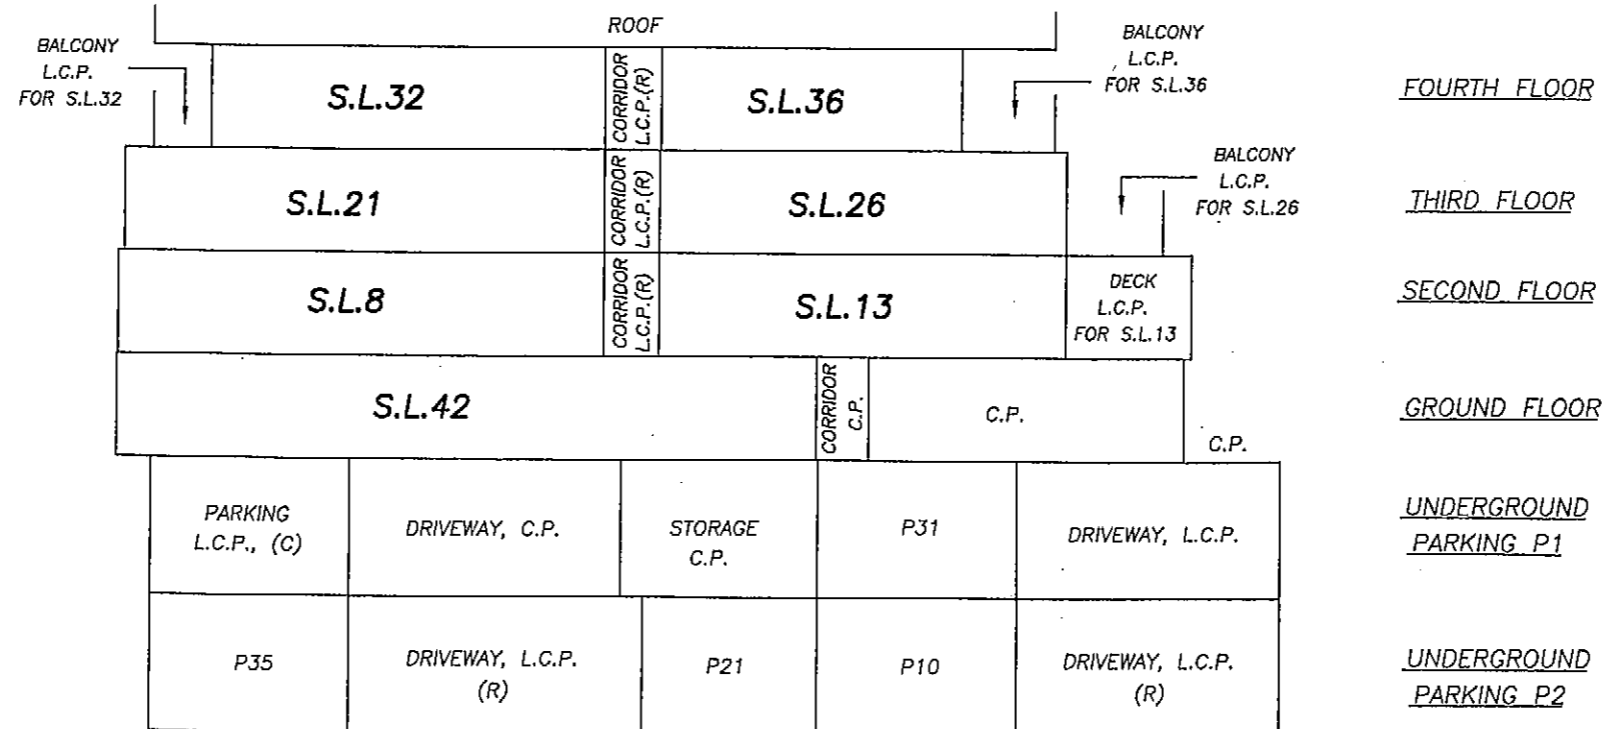 ROOF
BALCONY
L.C.P.
FOR S.L.32
S.L.32
CORRIDOR
L.C.P.(R)
S.L.36
BALCONY
L.C.P.
FOR S.L.36
FOURTH FLOOR
S.L.21
CORRIDOR
L.C.P.(R)
S.L.26
BALCONY
L.C.P.
FOR S.L.26
THIRD FLOOR
S.L.8
CORRIDOR
L.C.P.(R)
S.L.13
DECK
L.C.P.
FOR S.L.13
SECOND FLOOR
S.L.42
CORRIDOR
C.P.
C.P.
C.P.
GROUND FLOOR
PARKING
L.C.P., (C)
DRIVEWAY, C.P.
STORAGE
C.P.
P31
DRIVEWAY, L.C.P.
UNDERGROUND
PARKING P1
P35
DRIVEWAY, L.C.P.
(R)
P21
P10
DRIVEWAY, L.C.P.
(R)
UNDERGROUND
PARKING P2